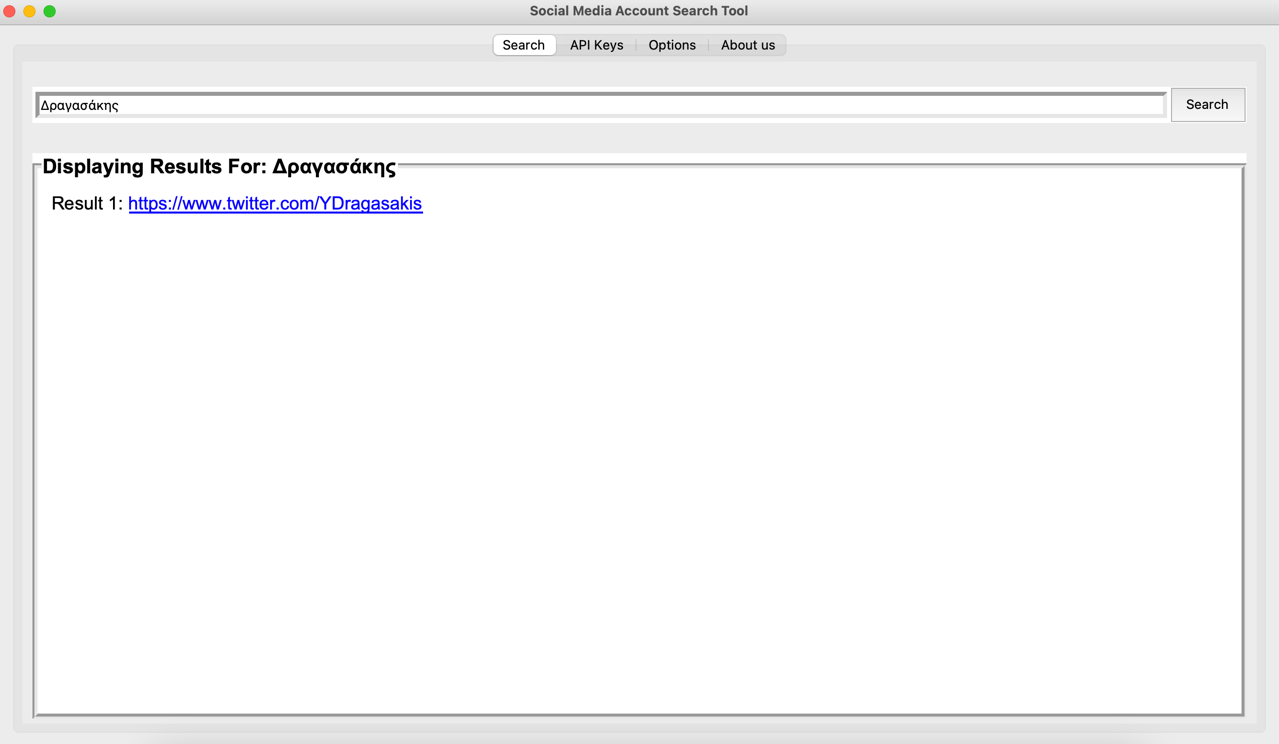 Social Media Account Search Tool
Search API Keys Options About us
Δραγασάκης Search
Displaying Results For: Δραγασάκης
Result 1: https://www.twitter.com/YDragasakis